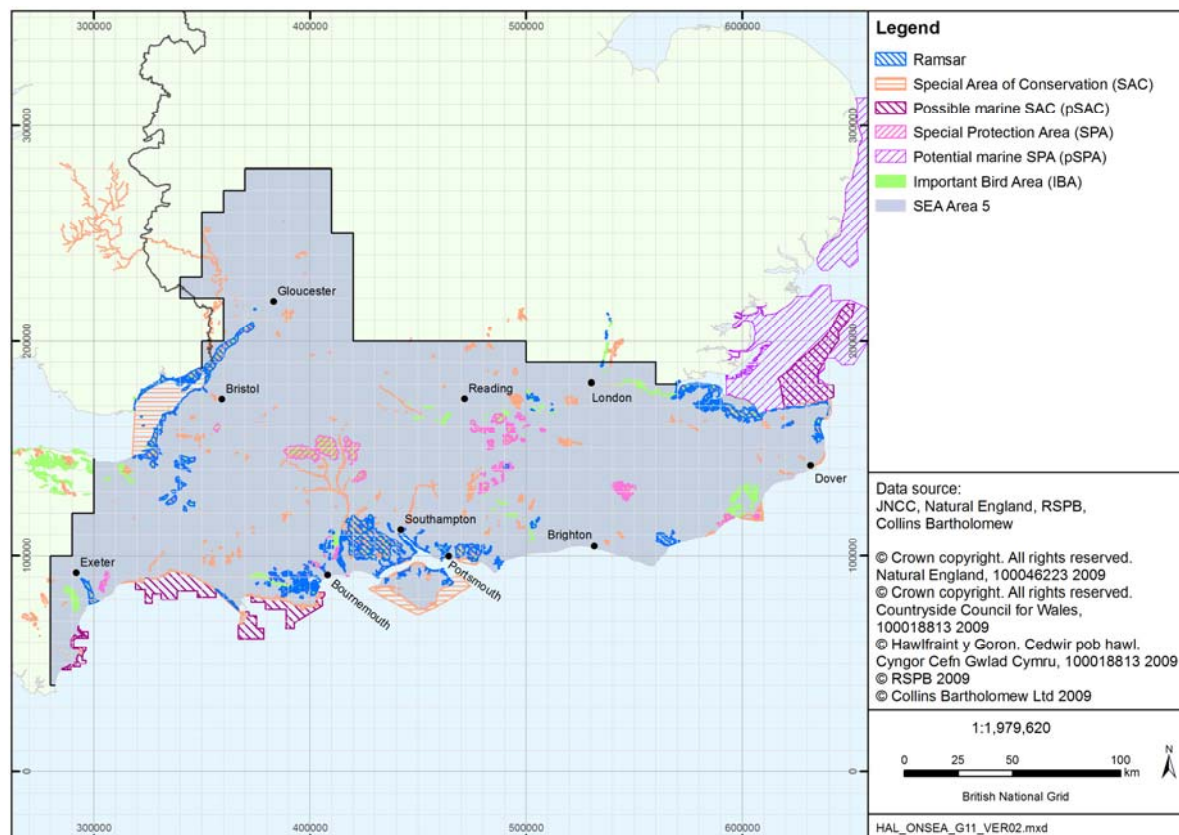 300000
400000
500000
600000
300000
300000
200000
200000
100000
100000
0
0
300000
400000
500000
600000
Gloucester
Bristol
Reading
London
Dover
Southampton
Brighton
Portsmouth
Exeter
Bournemouth
Legend
Ramsar
Special Area of Conservation (SAC)
Possible marine SAC (pSAC)
Special Protection Area (SPA)
Potential marine SPA (pSPA)
Important Bird Area (IBA)
SEA Area 5
Data source:
JNCC, Natural England, RSPB,
Collins Bartholomew
© Crown copyright. All rights reserved.
Natural England, 100046223 2009
© Crown copyright. All rights reserved.
Countryside Council for Wales,
100018813 2009
© Hawlfraint y Goron. Cedwir pob hawl.
Cyngor Cefn Gwlad Cymru, 100018813 2009
© RSPB 2009
© Collins Bartholomew Ltd 2009
1:1,979,620
0 25 50 100
km
N
British National Grid
HAL_ONSEA_G11_VER02.mxd